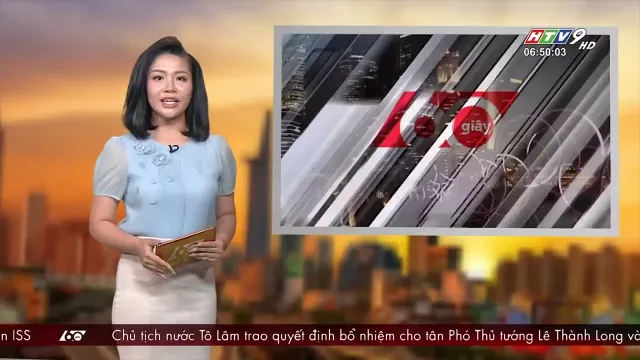 HTV9 HD
06:50:03
60 giây
n ISS 60 Chủ tịch nước Tô Lâm trao quyết định bổ nhiệm cho tân Phó Thủ tướng Lê Thành Long và